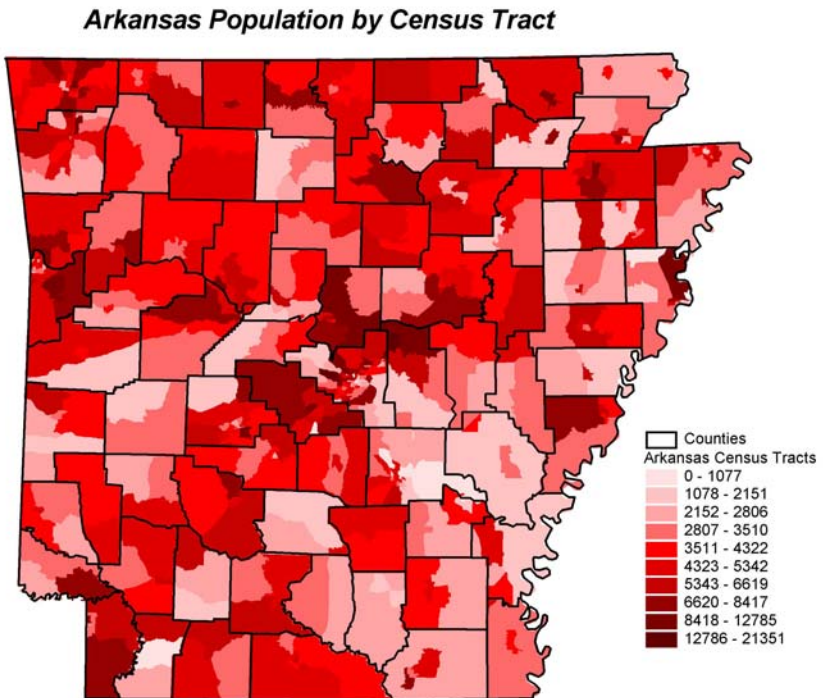 Arkansas Population by Census Tract
Counties
Arkansas Census Tracts
0 - 1077
1078 - 2151
2152 - 2806
2807 - 3510
3511 - 4322
4323 - 5342
5343 - 6619
6620 - 8417
8418 - 12785
12786 - 21351